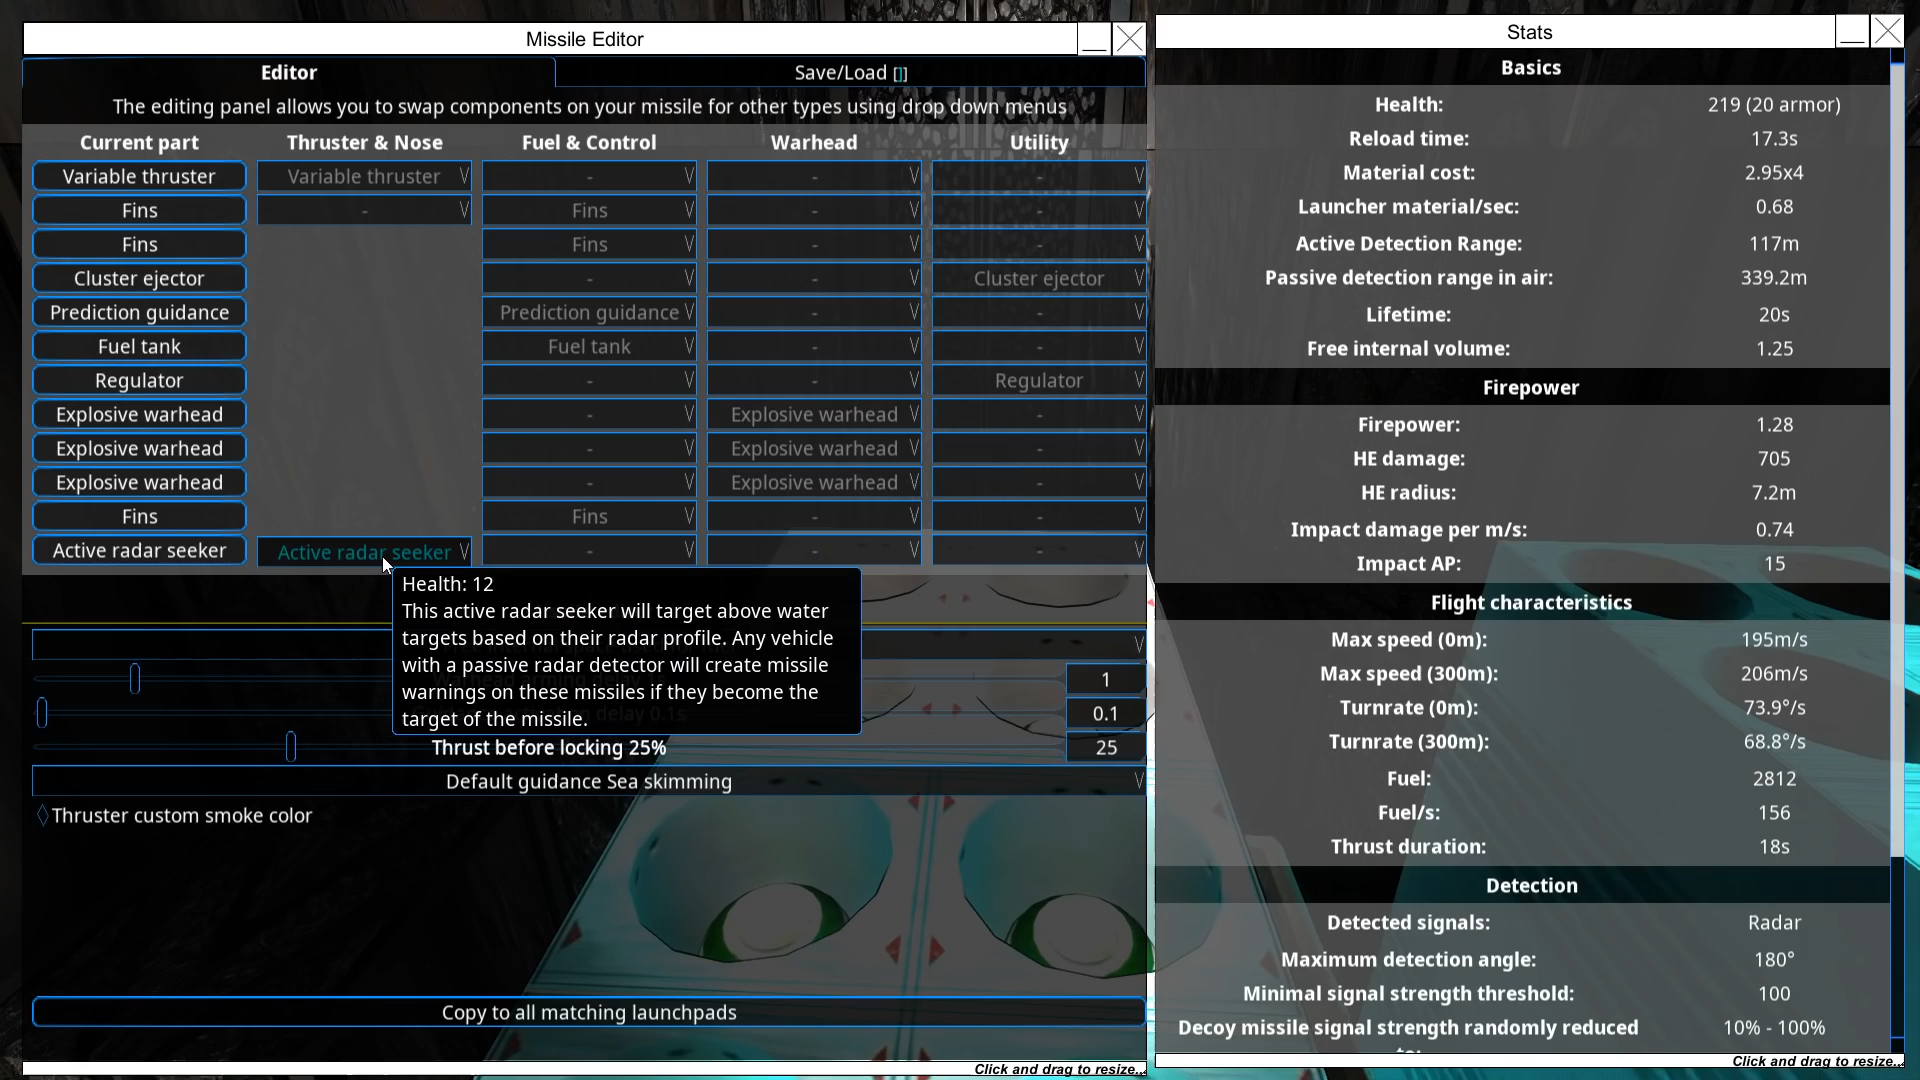 Missile Editor
Editor
Save/Load []
The editing panel allows you to swap components on your missile for other types using drop down menus
Current part Thruster & Nose Fuel & Control Warhead Utility
Variable thruster Variable thruster - - -
Fins - Fins - -
Fins Fins - -
Cluster ejector - - Cluster ejector
Prediction guidance Prediction guidance - -
Fuel tank Fuel tank - -
Regulator - - Regulator
Explosive warhead - Explosive warhead -
Explosive warhead - Explosive warhead -
Explosive warhead - Explosive warhead -
Fins Fins - -
Active radar seeker Active radar seeker - - -
Health: 12
This active radar seeker will target above water
targets based on their radar profile. Any vehicle
with a passive radar detector will create missile
warnings on these missiles if they become the
target of the missile.
1
delay 0.1s 0.1
Thrust before locking 25% 25
Default guidance Sea skimming
Thruster custom smoke color
Copy to all matching launchpads
Click and drag to resize...
Stats
Basics
Health: 219 (20 armor)
Reload time: 17.3s
Material cost: 2.95x4
Launcher material/sec: 0.68
Active Detection Range: 117m
Passive detection range in air: 339.2m
Lifetime: 20s
Free internal volume: 1.25
Firepower
Firepower: 1.28
HE damage: 705
HE radius: 7.2m
Impact damage per m/s: 0.74
Impact AP: 15
Flight characteristics
Max speed (0m): 195m/s
Max speed (300m): 206m/s
Turnrate (0m): 73.9°/s
Turnrate (300m): 68.8°/s
Fuel: 2812
Fuel/s: 156
Thrust duration: 18s
Detection
Detected signals: Radar
Maximum detection angle: 180°
Minimal signal strength threshold: 100
Decoy missile signal strength randomly reduced 10% - 100%
Click and drag to resize...